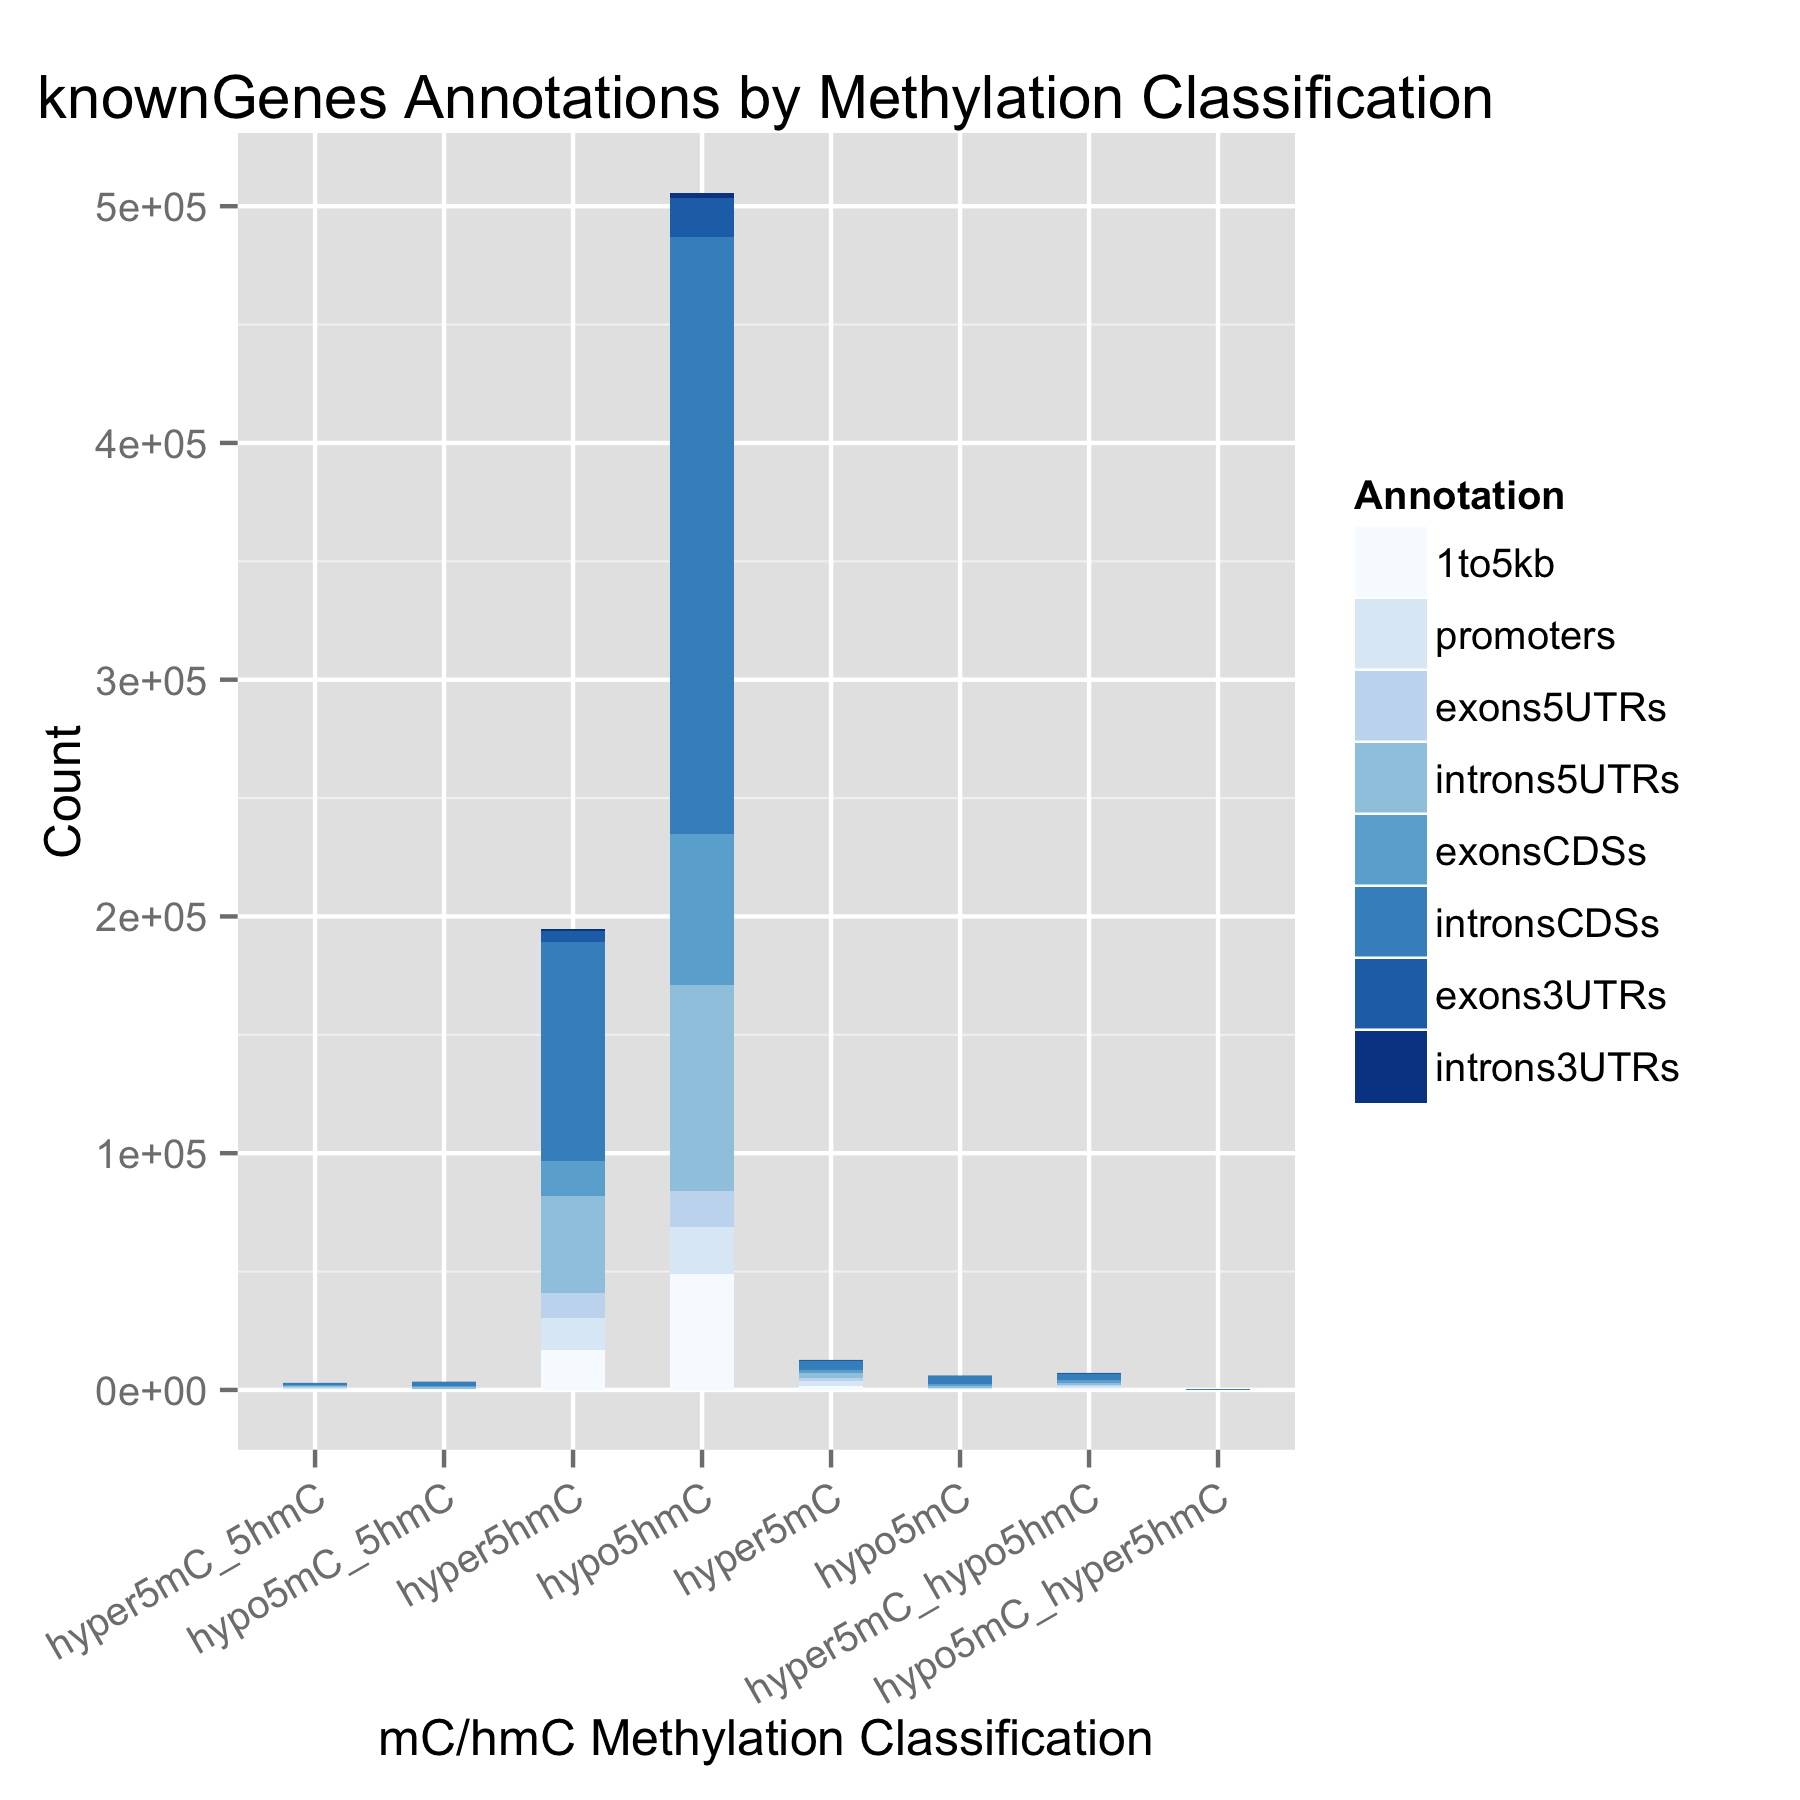 knownGenes Annotations by Methylation Classification
Count
5e+05
4e+05
3e+05
2e+05
1e+05
0e+00
hyper5mC_5hmC
hypo5mC_5hmC
hyper5hmC
hypo5hmC
hyper5mC
hypo5mC
hyper5mC_hypo5hmC
hypo5mC_hyper5hmC
mC/hmC Methylation Classification
Annotation
1to5kb
promoters
exons5UTRs
introns5UTRs
exonsCDSs
intronsCDSs
exons3UTRs
introns3UTRs